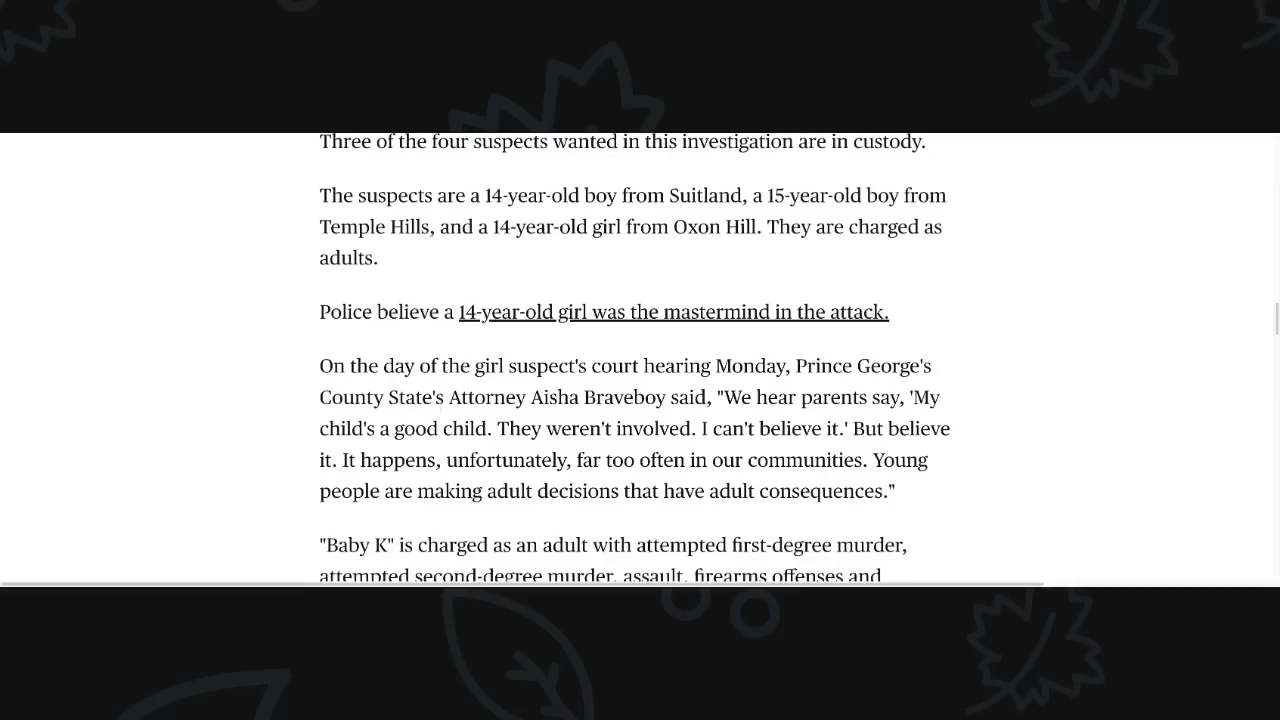 Three of the four suspects wanted in this investigation are in custody.
The suspects are a 14-year-old boy from Suitland, a 15-year-old boy from
Temple Hills, and a 14-year-old girl from Oxon Hill. They are charged as
adults.
Police believe a 14-year-old girl was the mastermind in the attack.
On the day of the girl suspect's court hearing Monday, Prince George's
County State's Attorney Aisha Braveboy said, "We hear parents say, 'My
child's a good child. They weren't involved. I can't believe it.' But believe
it. It happens, unfortunately, far too often in our communities. Young
people are making adult decisions that have adult consequences."
"Baby K" is charged as an adult with attempted first-degree murder,
attempted second-degree murder, assault, firearms offenses and